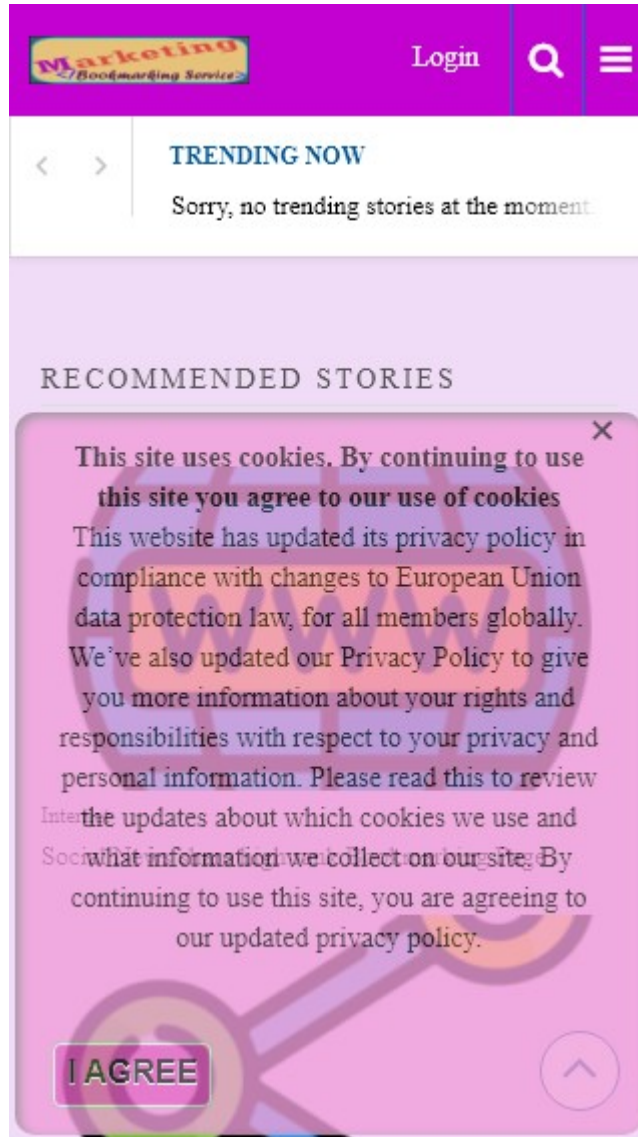 Marketing
</Bookmarking Service>
Login
TRENDING NOW
Sorry, no trending stories at the moment.
RECOMMENDED STORIES
This site uses cookies. By continuing to use
this site you agree to our use of cookies
This website has updated its privacy policy in
compliance with changes to European Union
data protection law, for all members globally.
We've also updated our Privacy Policy to give
you more information about your rights and
responsibilities with respect to your privacy and
personal information. Please read this to review
the updates about which cookies we use and
what information we collect on our site. By
continuing to use this site, you are agreeing to
our updated privacy policy.
WWW
I AGREE